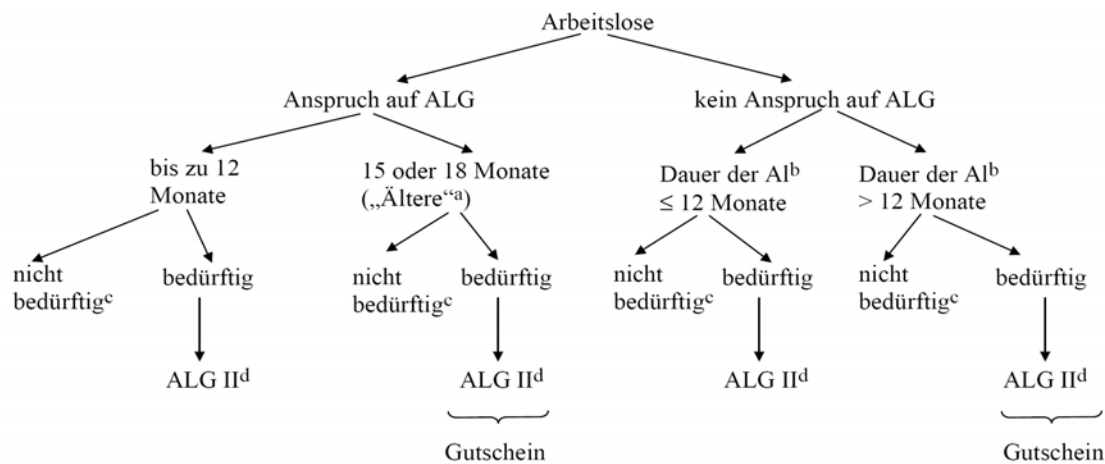 Arbeitslose
Anspruch auf ALG
kein Anspruch auf ALG
bis zu 12
Monate
15 oder 18 Monate
(„Ältere“a)
Dauer der Alb
≤ 12 Monate
Dauer der Alb
> 12 Monate
nicht
bedürftigc
bedürftig
nicht
bedürftigc
bedürftig
nicht
bedürftigc
bedürftig
nicht
bedürftigc
bedürftig
ALG IId
ALG IId
ALG IId
ALG IId
Gutschein
Gutschein